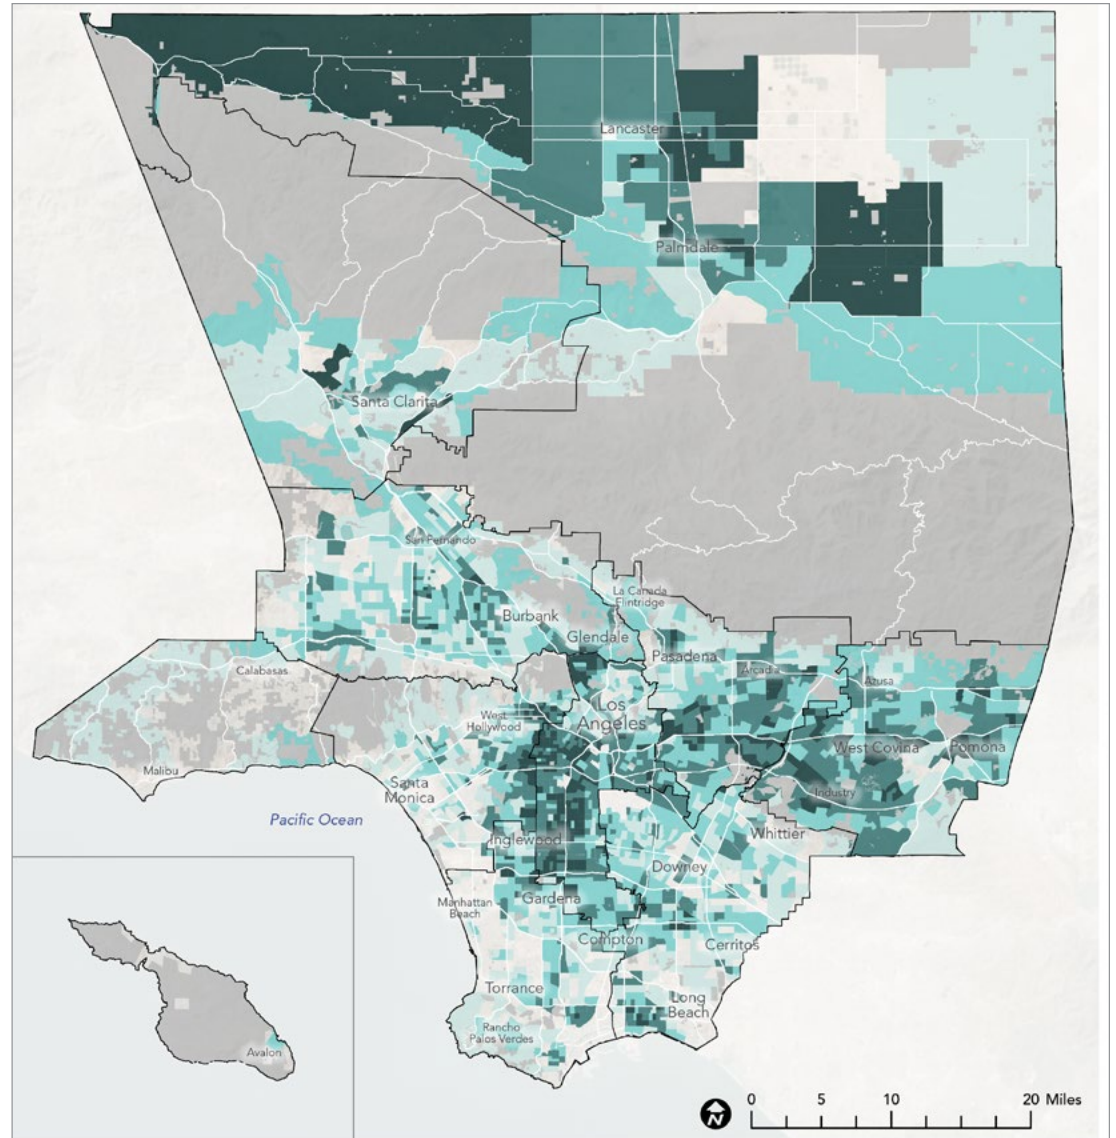 Lancaster
Palmdale
Santa Clarita
San Fernando
La Canada
Flintridge
Burbank
Glendale
Pasadena
Arcadia
Azusa
Calabasas
Los
Angeles
West
Hollywood
West Covina
Pomona
Malibu
Santa
Monica
Industry
Pacific Ocean
Whittier
Inglewood
Downey
Gardena
Manhattan
Beach
Compton
Cerritos
Torrance
Long
Beach
Rancho
Palos Verdes
Avalon
N
0 5 10 20 Miles